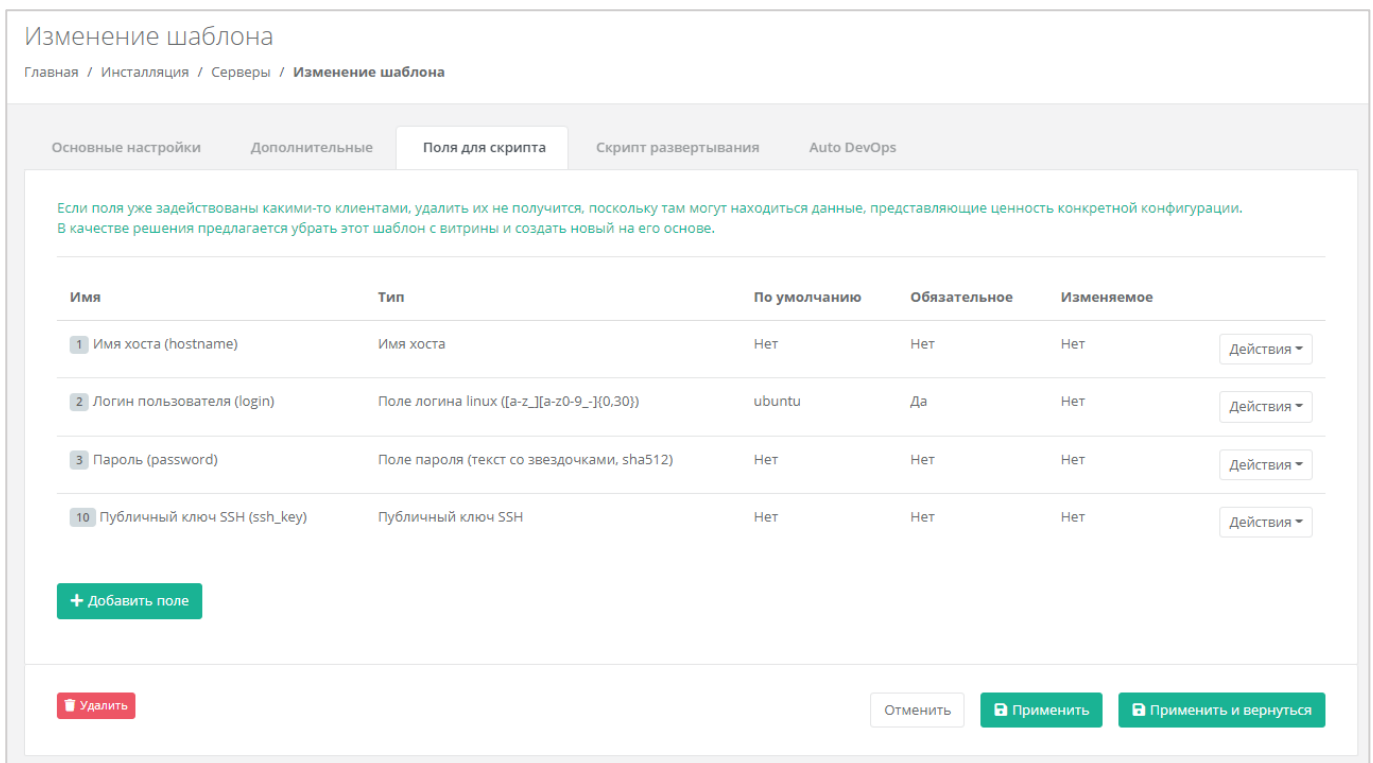 Изменение шаблона
Главная / Инсталляция / Серверы / Изменение шаблона
Основные настройки Дополнительные Поля для скрипта Скрипт развертывания Auto DevOps
Если поля уже задействованы какими-то клиентами, удалить их не получится, поскольку там могут находиться данные, представляющие ценность конкретной конфигурации.
В качестве решения предлагается убрать этот шаблон с витрины и создать новый на его основе.
Имя Тип По умолчанию Обязательное Изменяемое
1 Имя хоста (hostname) Имя хоста Нет Нет Нет Действия
2 Логин пользователя (login) Поле логина linux ([a-z_][a-z0-9_-]{0,30}) ubuntu Да Нет Действия
3 Пароль (password) Поле пароля (текст со звездочками, sha512) Нет Нет Нет Действия
10 Публичный ключ SSH (ssh_key) Публичный ключ SSH Нет Нет Нет Действия
+ Добавить поле
Удалить Отменить Применить Применить и вернуться